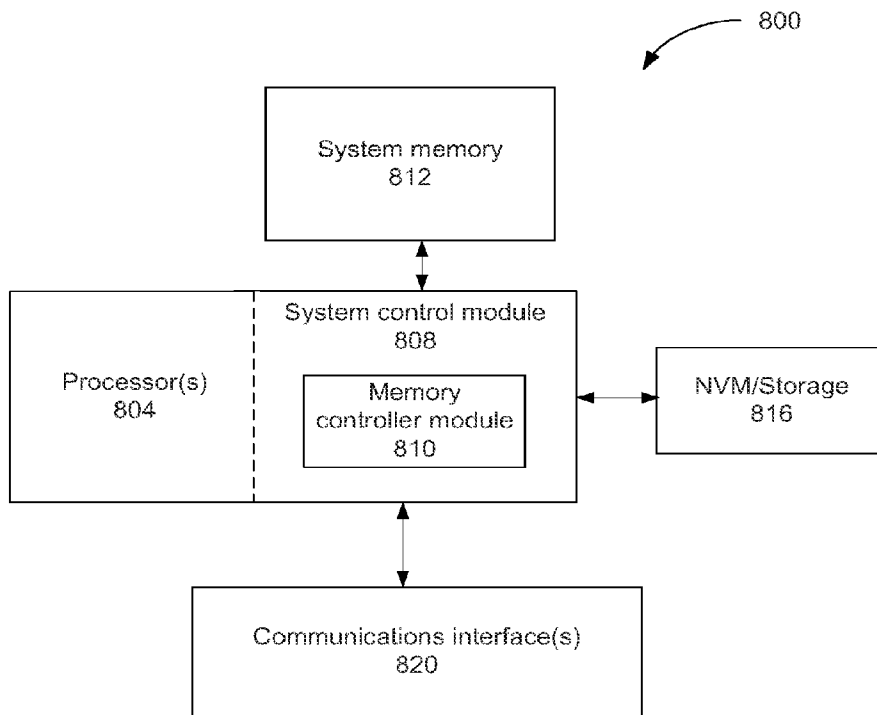 800
System memory
812
System control module
808
Processor(s)
804
Memory
controller module
810
NVM/Storage
816
Communications interface(s)
820